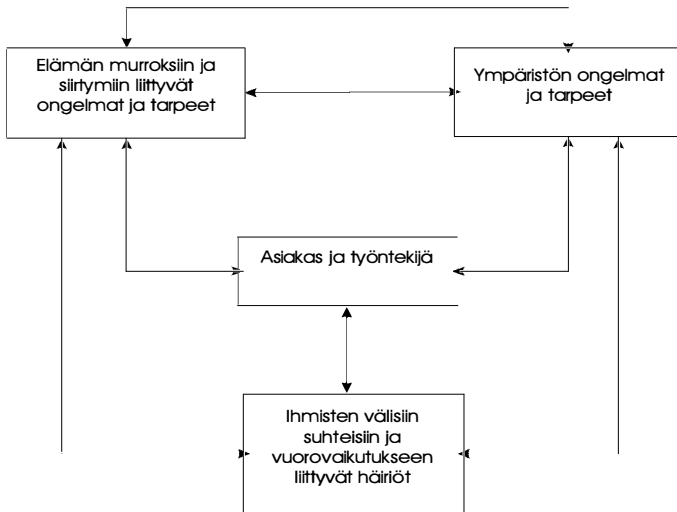 Elämän murroksiin ja
siirtymiin liittyvät
ongelmat ja tarpeet
Ympäristön ongelmat
ja tarpeet
Asiakas ja työntekijä
Ihmisten välisiin
suhteisiin ja
vuorovaikutukseen
liittyvät häiriöt